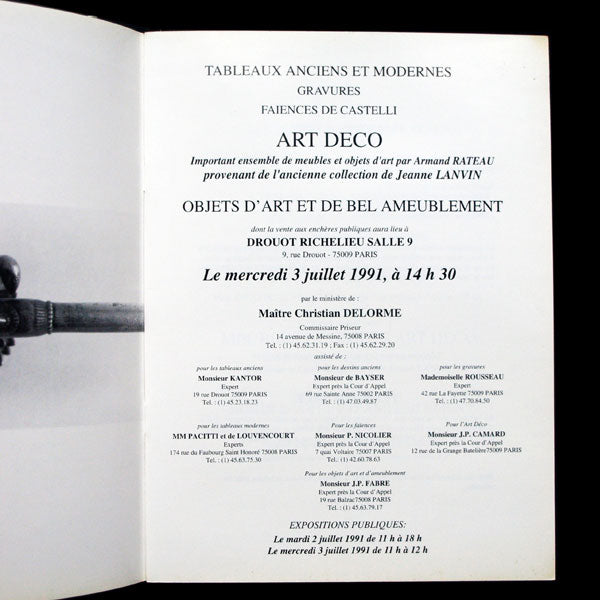 TABLEAUX ANCIENS ET MODERNES
GRAVURES
FAIENCES DE CASTELLI
ART DECO
Important ensemble de meubles et objets d'art par Armand RATEAU
provenant de l'ancienne collection de Jeanne LANVIN
OBJETS D'ART ET DE BEL AMEUBLEMENT
dont la vente aux enchères publiques aura lieu à
DROUOT RICHELIEU SALLE 9
9, rue Drouot - 75009 PARIS
Le mercredi 3 juillet 1991, à 14 h 30
par le ministère de :
Maître Christian DELORME
Commissaire Priseur
14 avenue de Messine, 75008 PARIS
Tel. : (1) 45.62.31.19 ; Fax : (1) 45.62.29.20
assisté de :
pour les tableaux anciens
Monsieur KANTOR
Expert
19 rue Drouot 75009 PARIS
Tel. : (1) 45.23.18.23
pour les dessins anciens
Monsieur de BAYSER
Expert près la Cour d'Appel
69 rue Sainte Anne 75002 PARIS
Tel. : (1) 47.03.49.87
pour les gravures
Mademoiselle ROUSSEAU
Expert
42 rue La Fayette 75009 PARIS
Tel. : (1) 47.70.84.50
pour les tableaux modernes
MM PACITTI et de LOUVENCOURT
Experts
174 rue du Faubourg Saint Honoré 75008 PARIS
Tel. : (1) 45.63.75.30
Pour les faïences
Monsieur P. NICOLIER
Expert près la Cour d'Appel
7 quai Voltaire 75007 PARIS
Tel. : (1) 42.60.78.63
Pour l'Art Déco
Monsieur J.P. CAMARD
Expert près la Cour d'Appel
12 rue de la Grange Batelière75009 PARIS
Pour les objets d'art et d'ameublement
Monsieur J.P. FABRE
Expert près la Cour d'Appel
19 rue Balzac75008 PARIS
Tel. : (1) 45.63.79.17
EXPOSITIONS PUBLIQUES:
Le mardi 2 juillet 1991 de 11 h à 18 h
Le mercredi 3 juillet 1991 de 11 h à 12 h